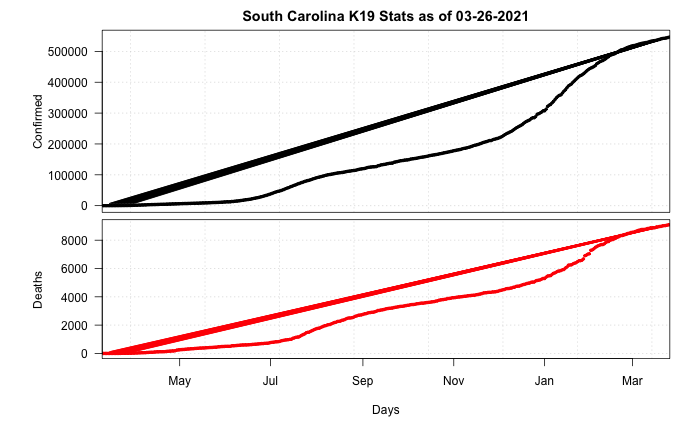 South Carolina K19 Stats as of 03-26-2021
Confirmed
500000
400000
300000
200000
100000
0
Deaths
8000
6000
4000
2000
0
May Jul Sep Nov Jan Mar
Days